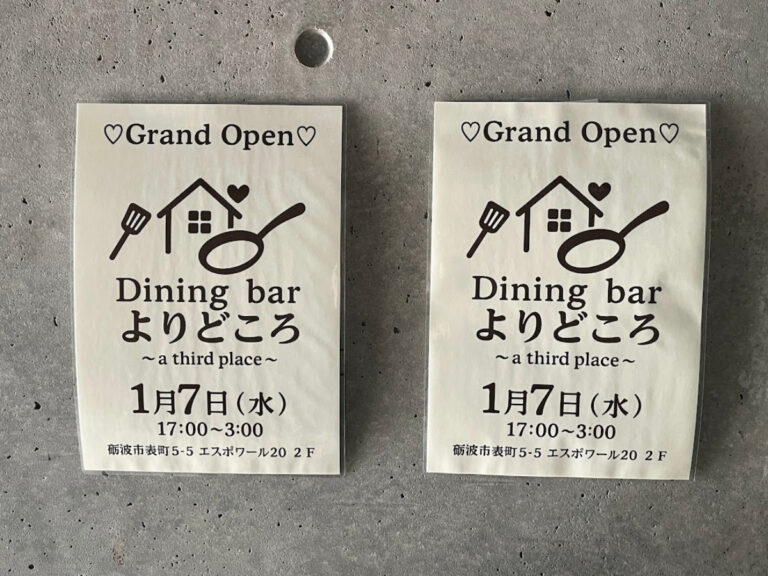 ♡Grand Open♡
Dining bar
よりどころ
~a third place~
1月7日(水)
17:00~3:00
砺波市表町5-5 エスポワール20 2F
♡Grand Open♡
Dining bar
よりどころ
~a third place~
1月7日(水)
17:00~3:00
砺波市表町5-5 エスポワール20 2F